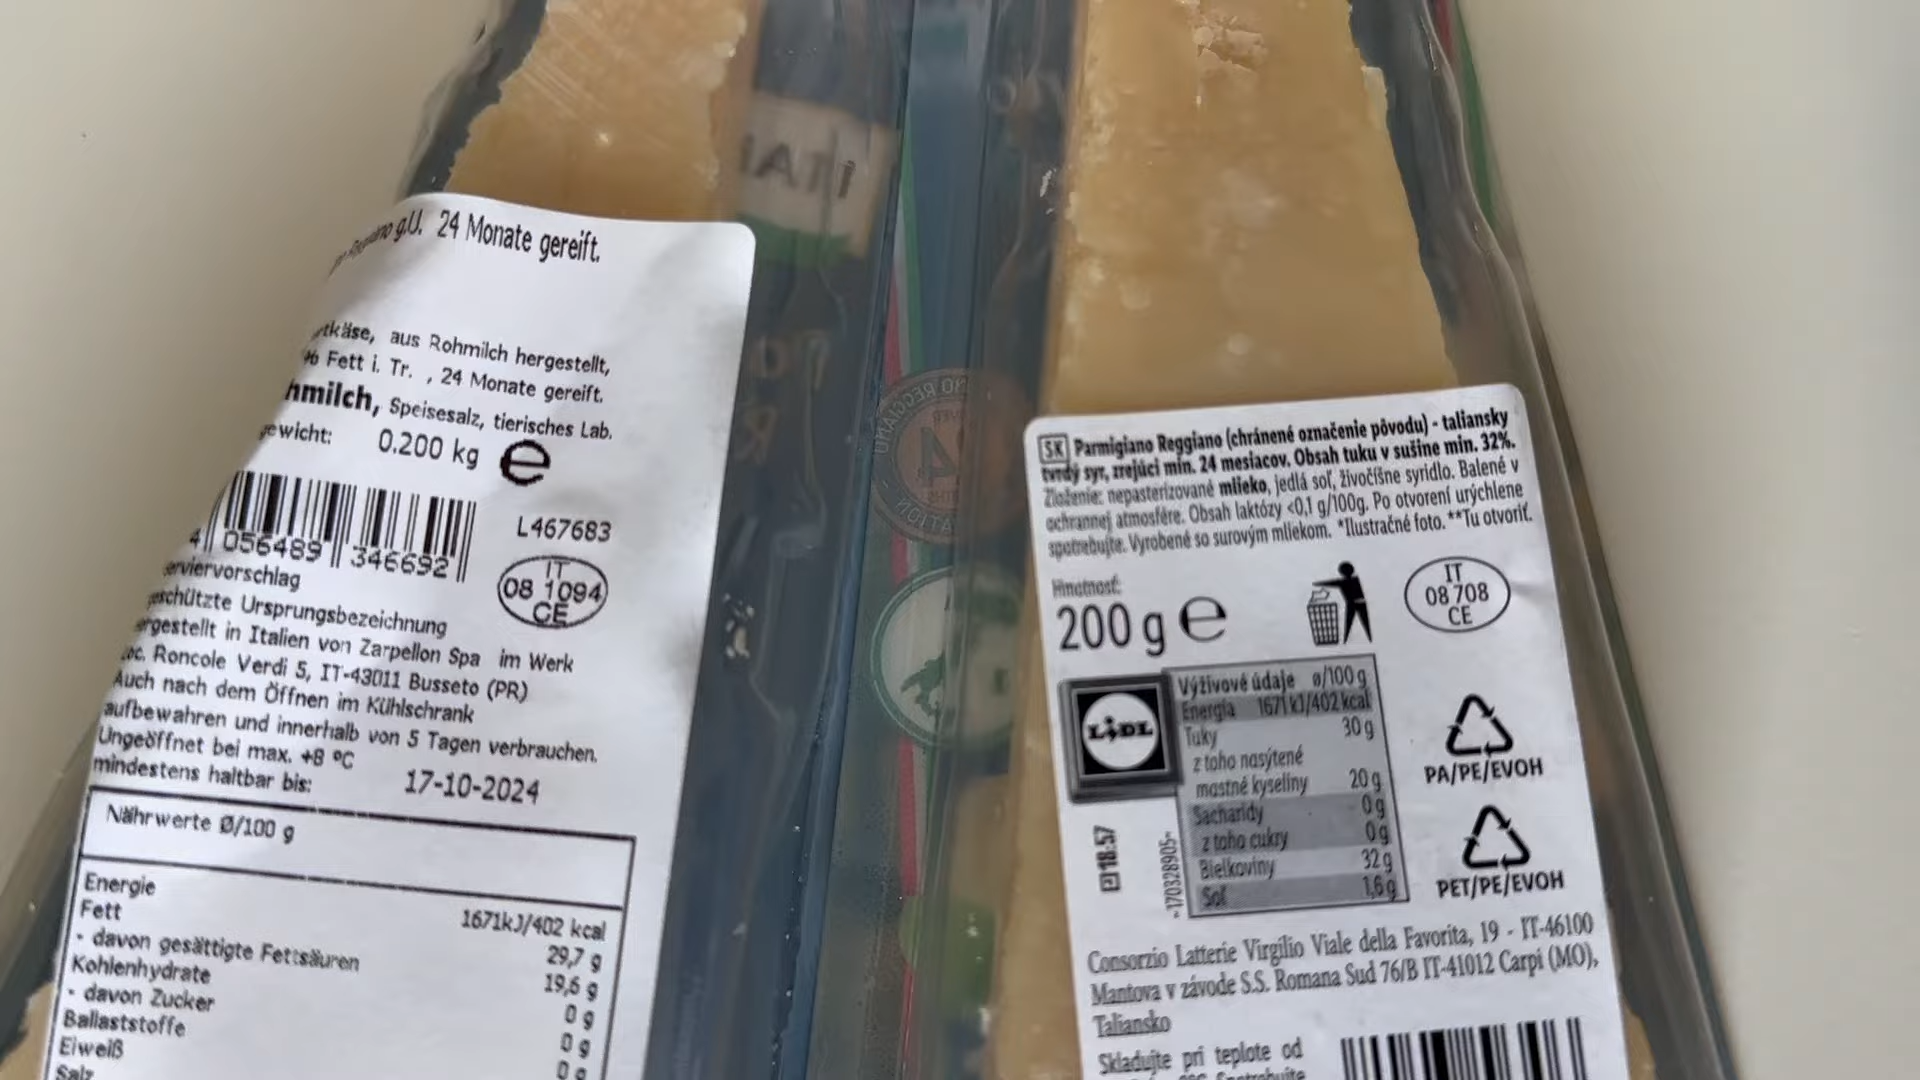 g.U. 24 Monate gereift.
aus Rohmilch hergestellt,
Fett i. Tr. , 24 Monate gereift.
hmilch, Speisesalz, tierisches Lab.
ewicht: 0.200 kg e
L467683
4 056489 346692
IT
08 1094
CE
erviervorschlag
eschützte Ursprungsbezeichnung
ergestellt in Italien von Zarpellon Spa im Werk
Loc. Roncole Verdi 5, IT-43011 Busseto (PR)
Auch nach dem Öffnen im Kühlschrank
aufbewahren und innerhalb von 5 Tagen verbrauchen.
Ungeöffnet bei max. +8 °C
mindestens haltbar bis: 17-10-2024
Nährwerte Ø/100 g
Energie 1671kJ/402 kcal
Fett 29,7 g
- davon gesättigte Fettsäuren 19,6 g
Kohlenhydrate 0 g
- davon Zucker 0 g
Ballaststoffe 0 g
Eiweiß
Salz
SK Parmigiano Reggiano (chránené označenie pôvodu) - taliansky
tvrdý syr, zrejúci min. 24 mesiacov. Obsah tuku v sušine min. 32%.
Zloženie: nepasterizované mlieko, jedlá soľ, živočíšne syridlo. Balené v
ochrannej atmosfére. Obsah laktózy <0,1 g/100g. Po otvorení urýchlene
spotrebujte. Vyrobené so surovým mliekom. *Ilustračné foto. **Tu otvoriť.
Hmotnosť:
200 g e
IT
08 708
CE
LIDL
Výživové údaje ø/100 g
Energia 1671 kJ/402 kcal
Tuky 30 g
z toho nasýtené
mastné kyseliny 20 g
Sacharidy 0 g
z toho cukry 0 g
Bielkoviny 32 g
Soľ 1,6 g
PA/PE/EVOH
PET/PE/EVOH
18:57
-170328905-
Consorzio Latterie Virgilio Viale della Favorita, 19 - IT-46100
Mantova v závode S.S. Romana Sud 76/B IT-41012 Carpi (MO),
Taliansko
Skladujte pri teplote od